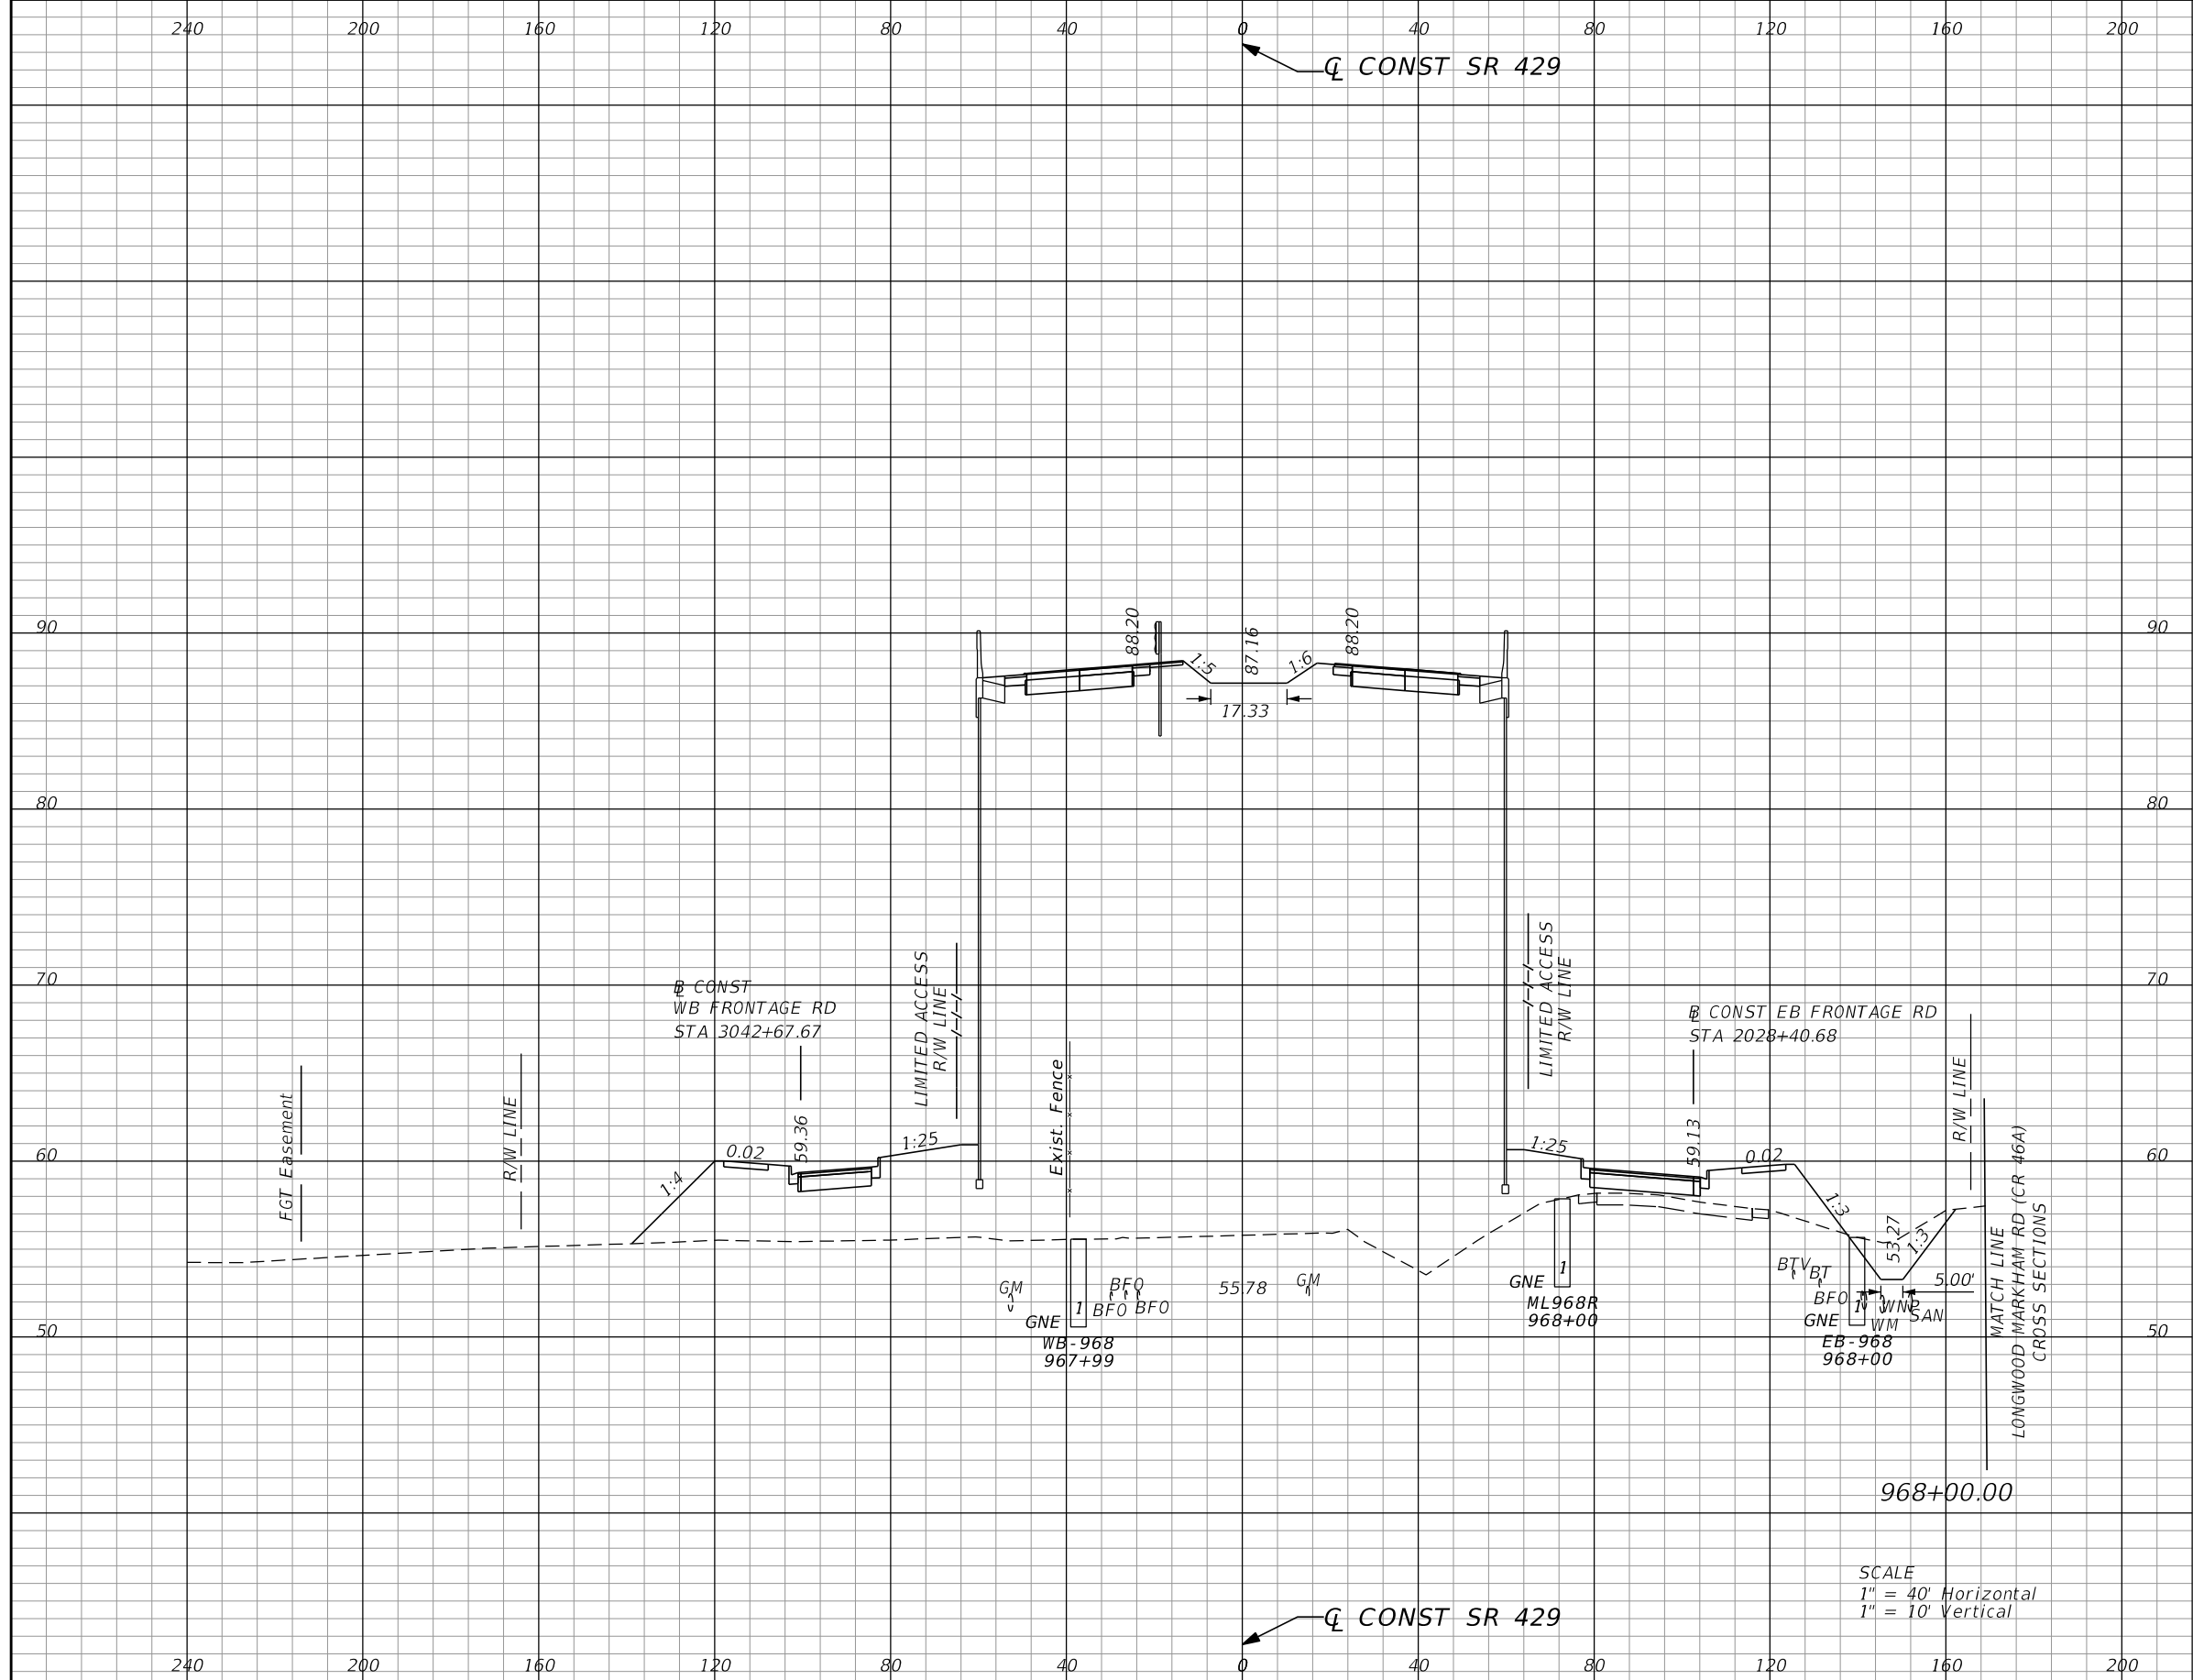 240 200 160 120 80 40 0 40 80 120 160 200
℄ CONST SR 429
90 90
88.20
87.16
88.20
1:5
1:6
17.33
80 80
70 70
LIMITED ACCESS
R/W LINE
LIMITED ACCESS
R/W LINE
B CONST
WB FRONTAGE RD
STA 3042+67.67
B CONST EB FRONTAGE RD
STA 2028+40.68
FGT Easement
R/W LINE
Exist. Fence
R/W LINE
60 60
1:4
0.02
59.36
1:25
1:25
59.13
0.02
1:3
53.27
1:3
5.00'
GM
BFO
BFO
BFO
55.78
GM
GNE
1
WB-968
967+99
GNE
1
ML968R
968+00
BTV
BT
BFO
1
WNP
SAN
WM
GNE
EB-968
968+00
50 50
MATCH LINE
LONGWOOD MARKHAM RD (CR 46A)
CROSS SECTIONS
968+00.00
SCALE
1" = 40' Horizontal
1" = 10' Vertical
℄ CONST SR 429
240 200 160 120 80 40 0 40 80 120 160 200